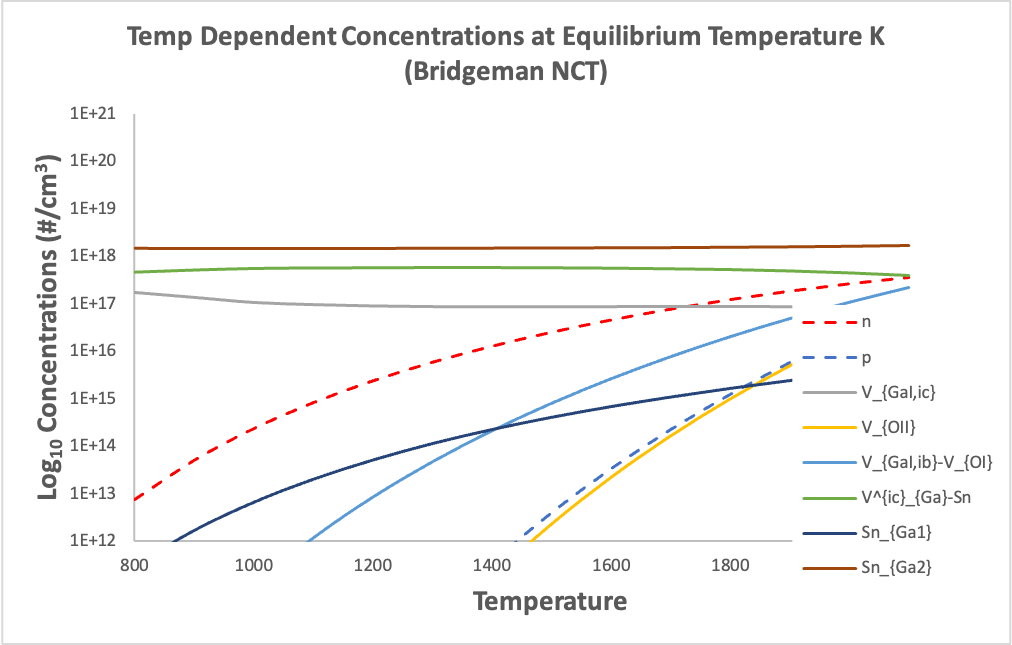 Temp Dependent Concentrations at Equilibrium Temperature K
(Bridgeman NCT)
Log10 Concentrations (#/cm3)
1E+21
1E+20
1E+19
1E+18
1E+17
1E+16
1E+15
1E+14
1E+13
1E+12
800
1000
1200
1400
1600
1800
Temperature
n
p
V_{GaI,ic}
V_{OII}
V_{GaI,ib}-V_{OI}
V^{ic}_{Ga}-Sn
Sn_{Ga1}
Sn_{Ga2}